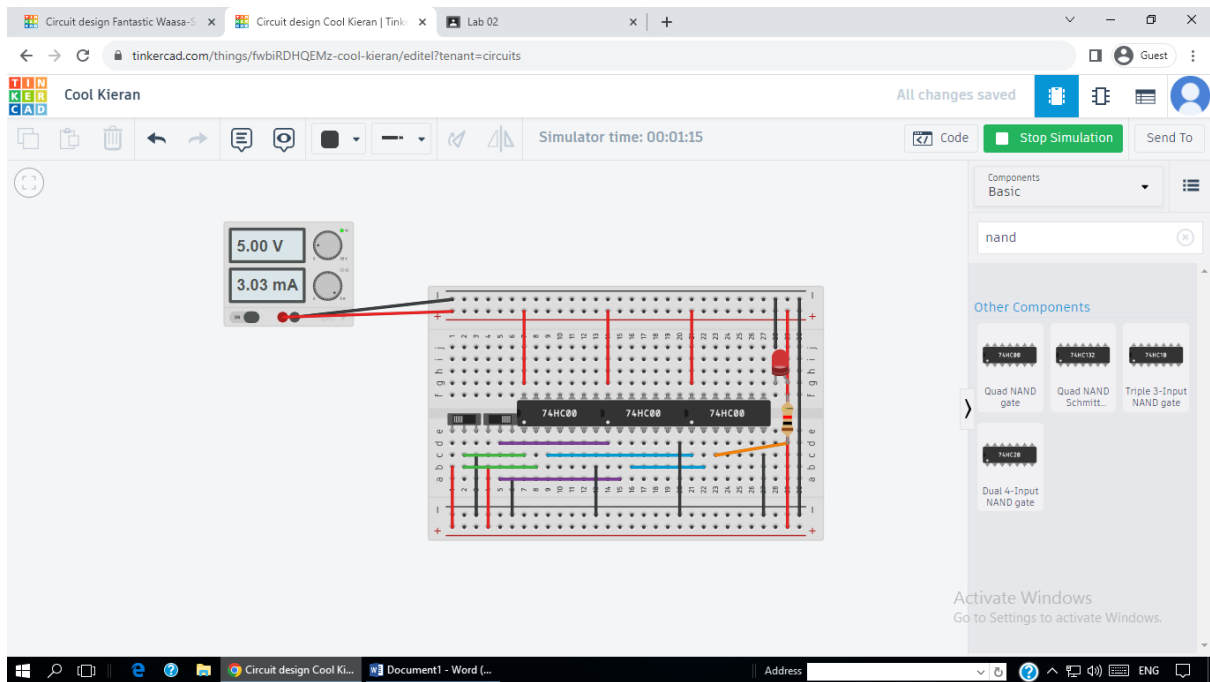 Circuit design Fantastic Waasa-S
Circuit design Cool Kieran | Tink
Lab 02
tinkercad.com/things/fwbiRDHQEMz-cool-kieran/editel?tenant=circuits
Guest
TIN
KER
CAD
Cool Kieran
All changes saved
Simulator time: 00:01:15
Code
Stop Simulation
Send To
Components
Basic
nand
5.00 V
3.03 mA
74HC00
74HC00
74HC00
Other Components
74HC00
74HC132
74HC10
Quad NAND
gate
Quad NAND
Schmitt...
Triple 3-Input
NAND gate
74HC20
Dual 4-Input
NAND gate
Activate Windows
Go to Settings to activate Windows.
Circuit design Cool Ki...
Document1 - Word (...
Address
ENG